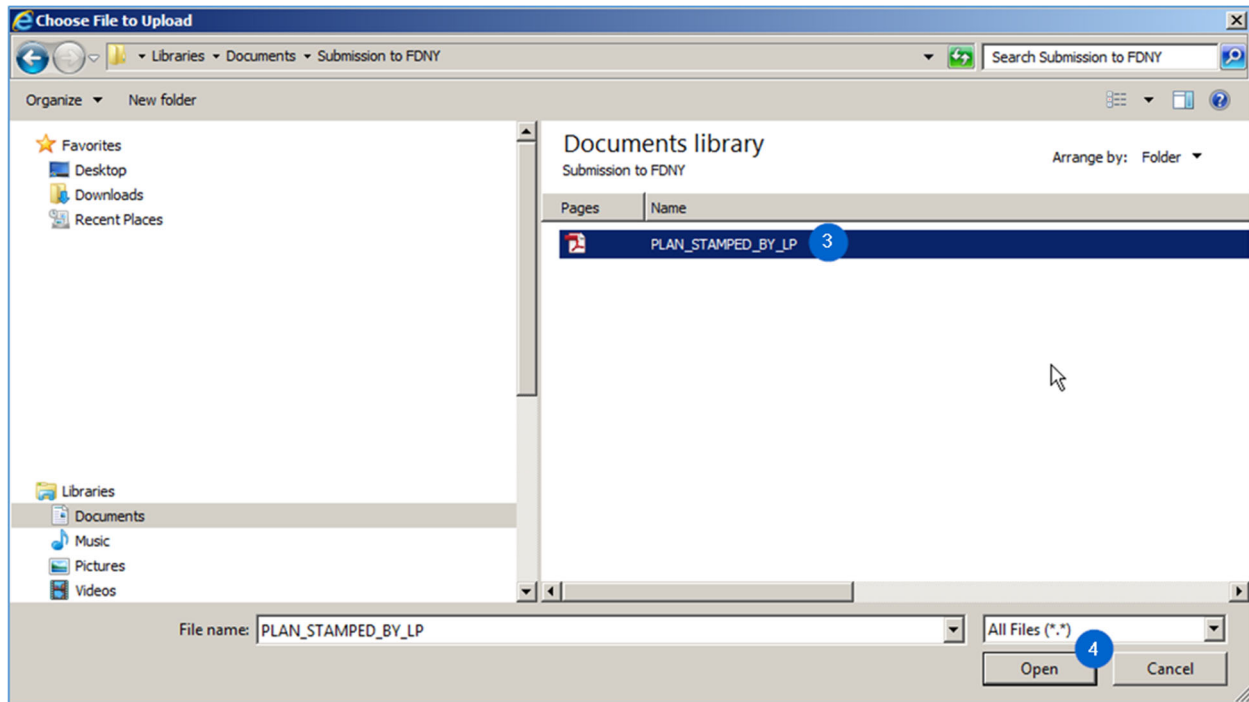 Choose File to Upload
Libraries Documents Submission to FDNY
Search Submission to FDNY
Organize New folder
Favorites
Desktop
Downloads
Recent Places
Libraries
Documents
Music
Pictures
Videos
Documents library
Submission to FDNY
Arrange by: Folder
Pages Name
PLAN_STAMPED_BY_LP 3
File name: PLAN_STAMPED_BY_LP
All Files (*.*)
4
Open Cancel